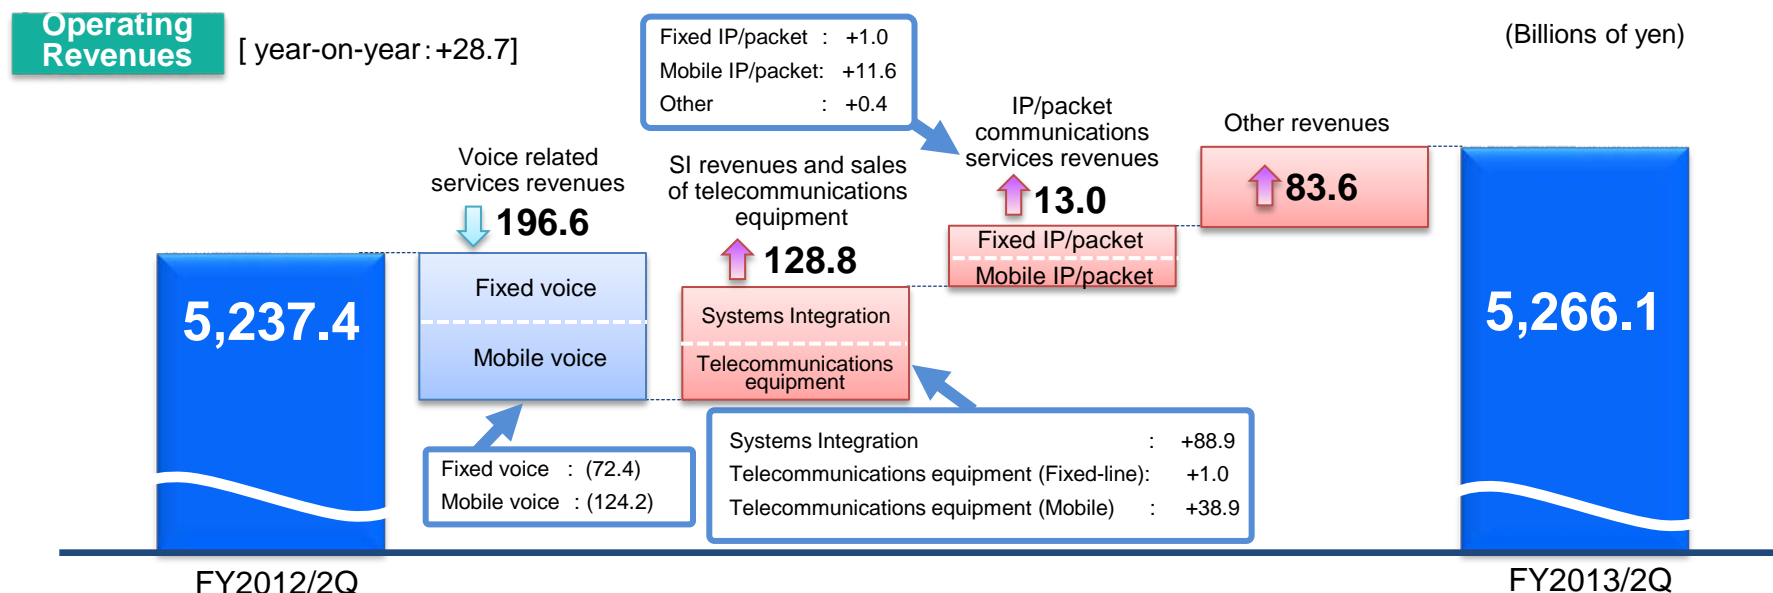 Operating
Revenues
[ year-on-year：+28.7]
(Billions of yen)
Fixed IP/packet : +1.0
Mobile IP/packet: +11.6
Other : +0.4
Voice related
services revenues
196.6
SI revenues and sales
of telecommunications
equipment
128.8
IP/packet
communications
services revenues
13.0
Other revenues
83.6
5,237.4
Fixed voice
Mobile voice
Systems Integration
Telecommunications
equipment
Fixed IP/packet
Mobile IP/packet
5,266.1
Fixed voice : (72.4)
Mobile voice : (124.2)
Systems Integration : +88.9
Telecommunications equipment (Fixed-line): +1.0
Telecommunications equipment (Mobile) : +38.9
FY2012/2Q
FY2013/2Q